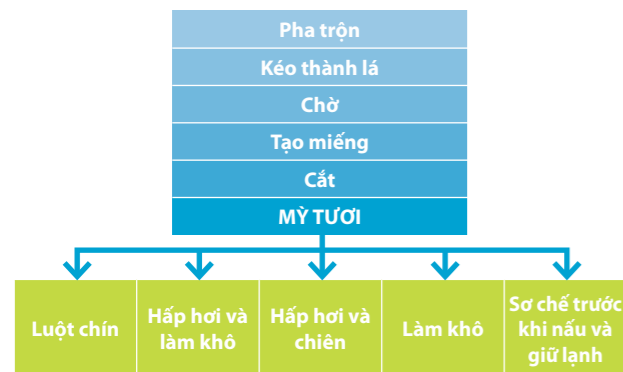 Pha trộn
Kéo thành lá
Chờ
Tạo miếng
Cắt
MỲ TƯƠI
Luột chín
Hấp hơi và
làm khô
Hấp hơi và
chiên
Làm khô
Sơ chế trước
khi nấu và
giữ lạnh